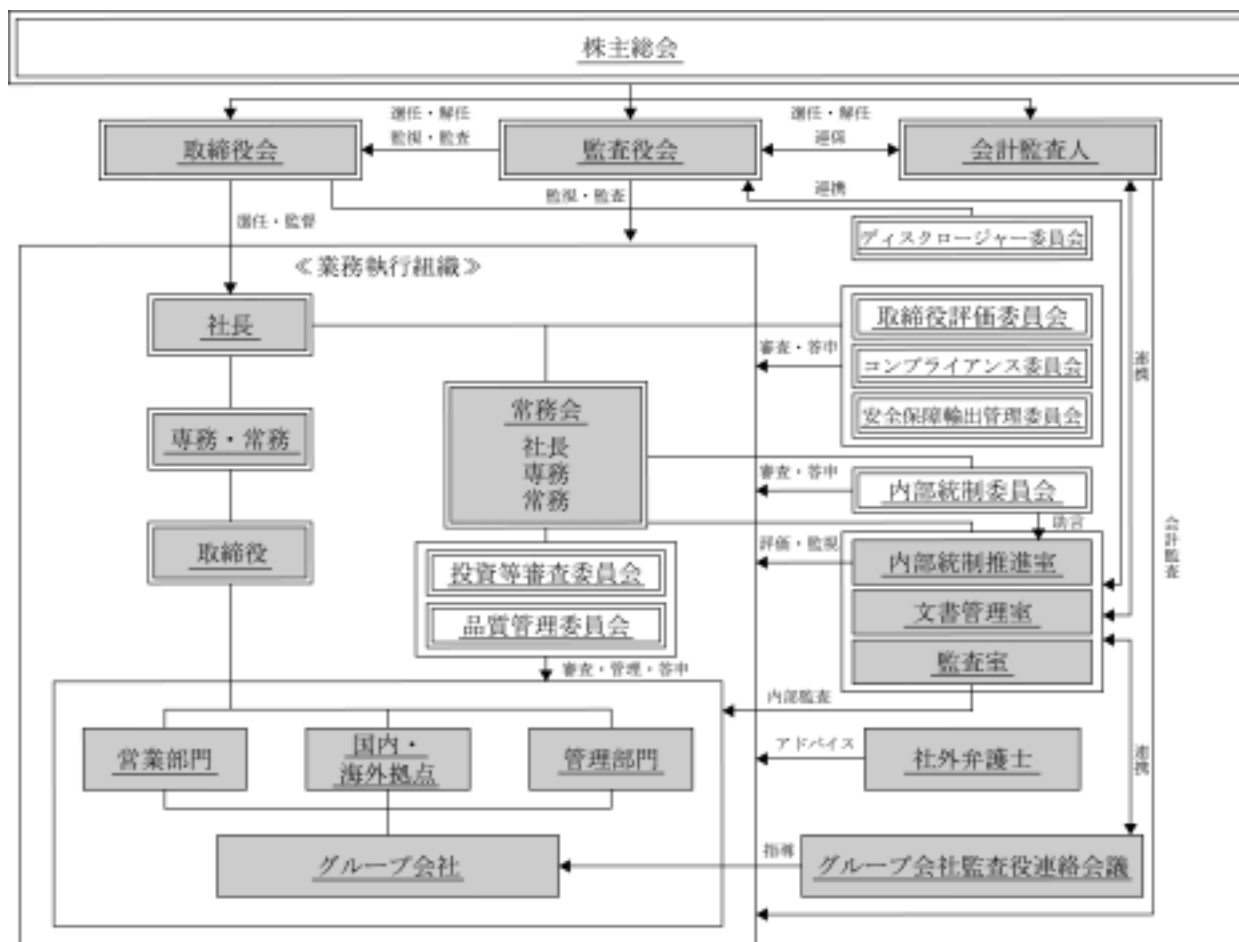 株主総会
選任・解任
選任・解任
取締役会
監視・監査
監査役会
連係
会計監査人
監視・監査
連携
選任・監督
ディスクロージャー委員会
≪業務執行組織≫
社長
取締役評価委員会
審査・答申
コンプライアンス委員会
連携
安全保障輸出管理委員会
常務会
社長
専務
常務
専務・常務
審査・答申
内部統制委員会
助言
会計監査
取締役
評価・監視
内部統制推進室
投資等審査委員会
文書管理室
品質管理委員会
監査室
審査・管理・答申
内部監査
営業部門
国内・
海外拠点
管理部門
アドバイス
社外弁護士
連携
グループ会社
指導
グループ会社監査役連絡会議